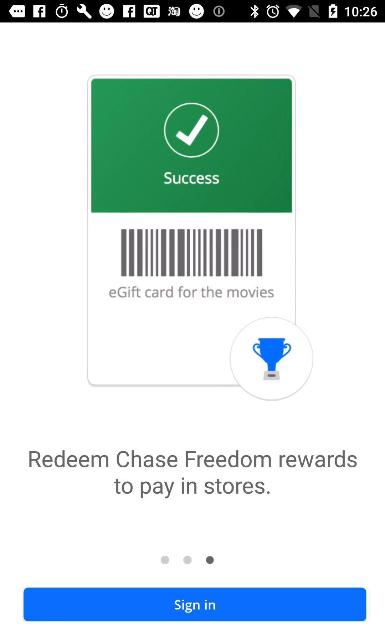 10:26
Success
eGift card for the movies
Redeem Chase Freedom rewards
to pay in stores.
Sign in